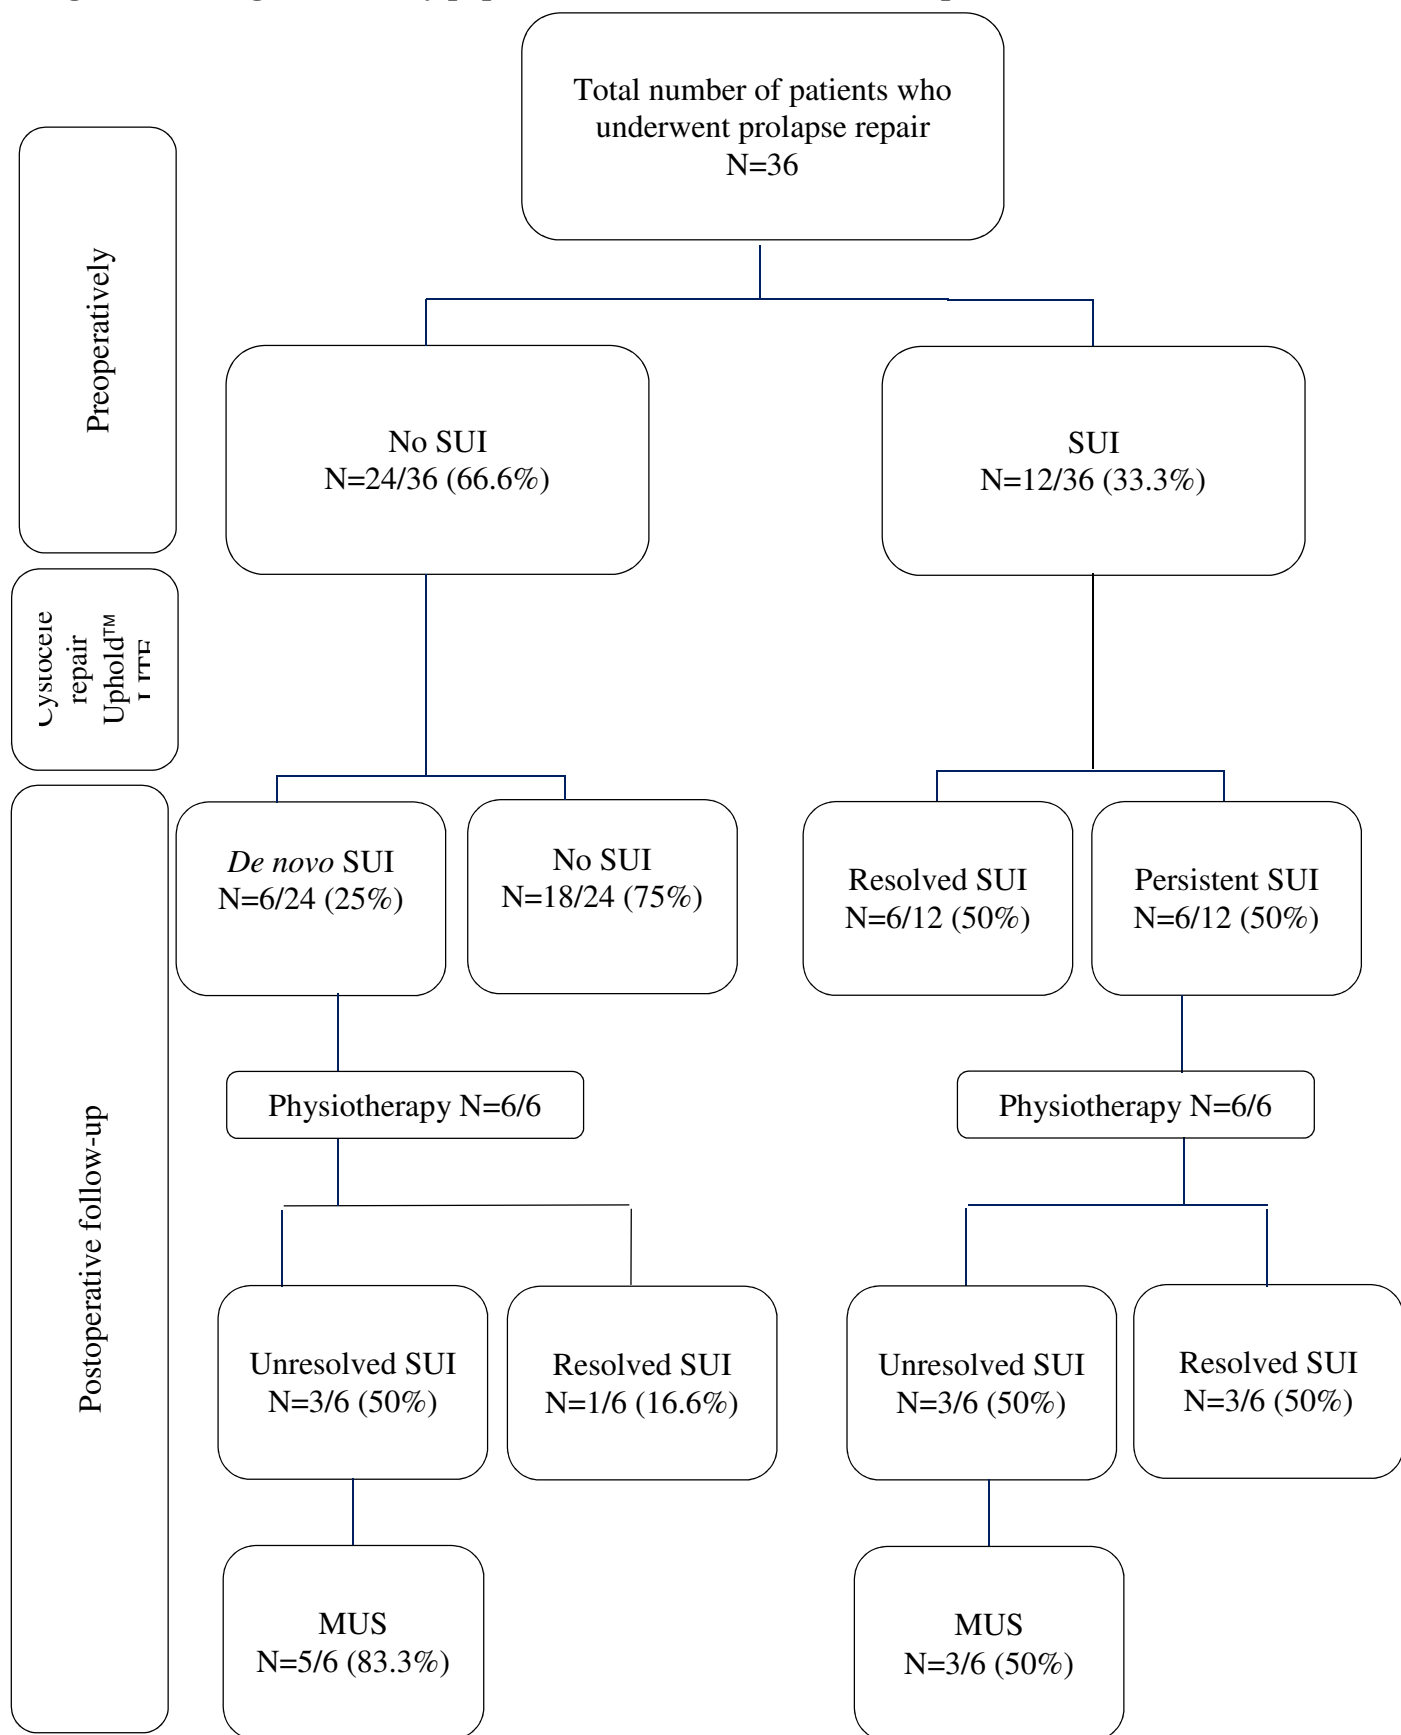 Total number of patients who
underwent prolapse repair
N=36
Preoperatively
No SUI
N=24/36 (66.6%)
SUI
N=12/36 (33.3%)
Cystocele
repair
Uphold™
LITE
De novo SUI
N=6/24 (25%)
No SUI
N=18/24 (75%)
Resolved SUI
N=6/12 (50%)
Persistent SUI
N=6/12 (50%)
Postoperative follow-up
Physiotherapy N=6/6
Physiotherapy N=6/6
Unresolved SUI
N=3/6 (50%)
Resolved SUI
N=1/6 (16.6%)
Unresolved SUI
N=3/6 (50%)
Resolved SUI
N=3/6 (50%)
MUS
N=5/6 (83.3%)
MUS
N=3/6 (50%)